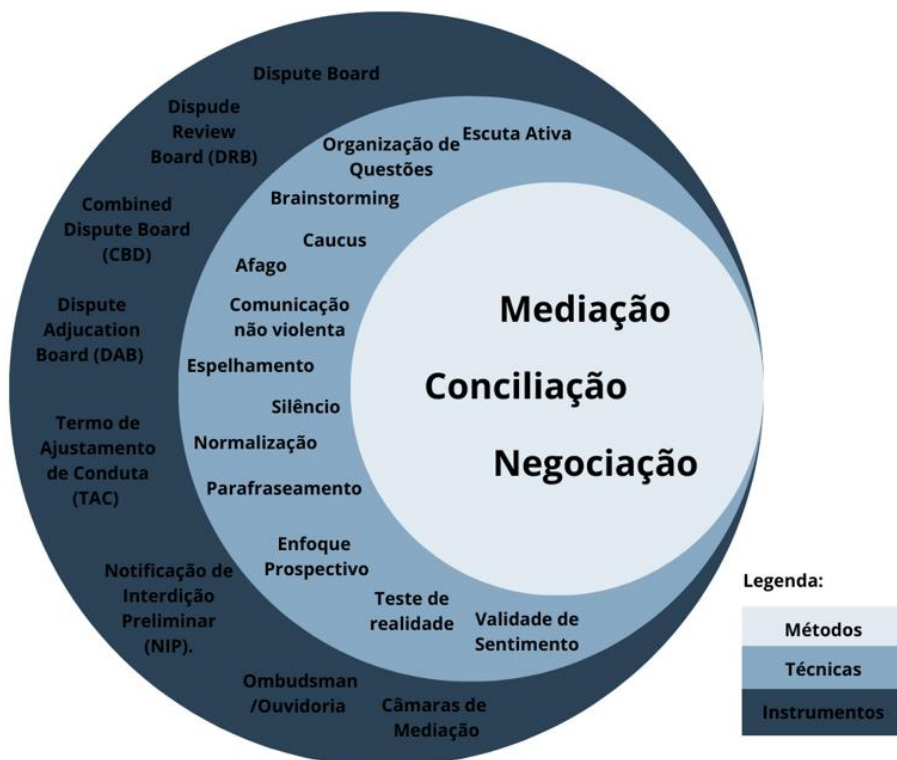 Dispute Board
Dispude
Review
Board (DRB)
Combined
Dispute Board
(CBD)
Dispute
Adjucation
Board (DAB)
Termo de
Ajustamento
de Conduta
(TAC)
Notificação de
Interdição
Preliminar
(NIP).
Ombudsman
/Ouvidoria
Câmaras de
Mediação
Escuta Ativa
Organização de
Questões
Brainstorming
Caucus
Afago
Comunicação
não violenta
Espelhamento
Silêncio
Normalização
Parafraseamento
Enfoque
Prospectivo
Teste de
realidade
Validade de
Sentimento
Mediação
Conciliação
Negociação
Legenda:
Métodos
Técnicas
Instrumentos